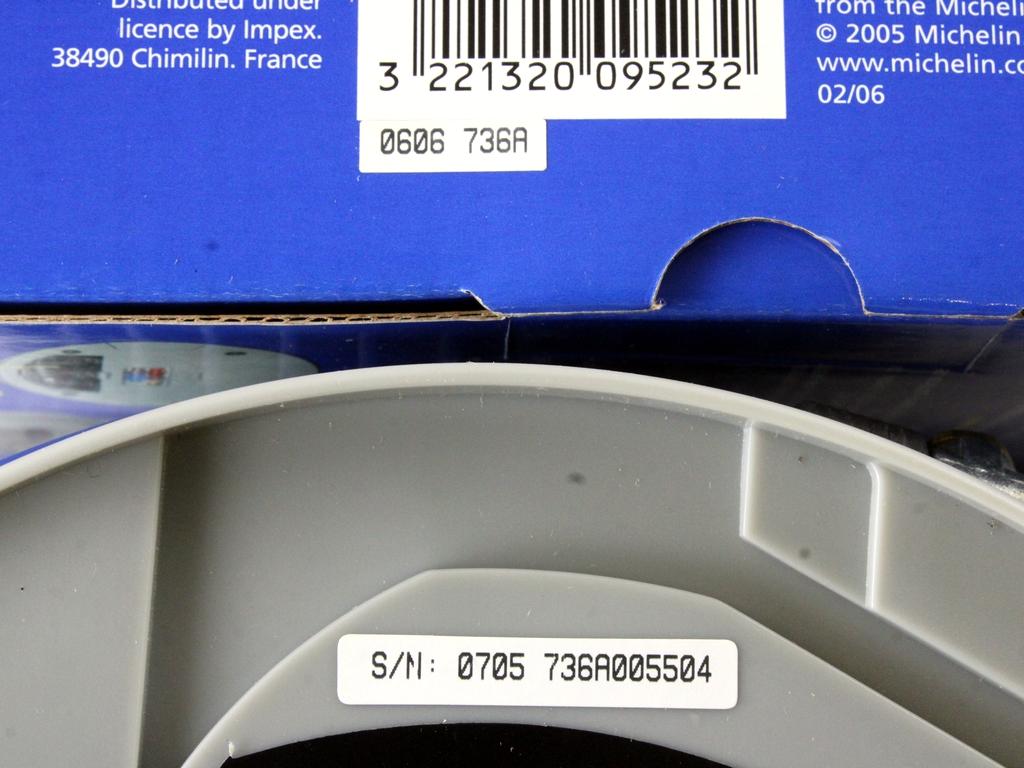 Distributed under
licence by Impex.
38490 Chimilin. France
3 221320 095232
0606 736A
from the Micheli
© 2005 Michelin
www.michelin.co
02/06
S/N: 0705 736A005504